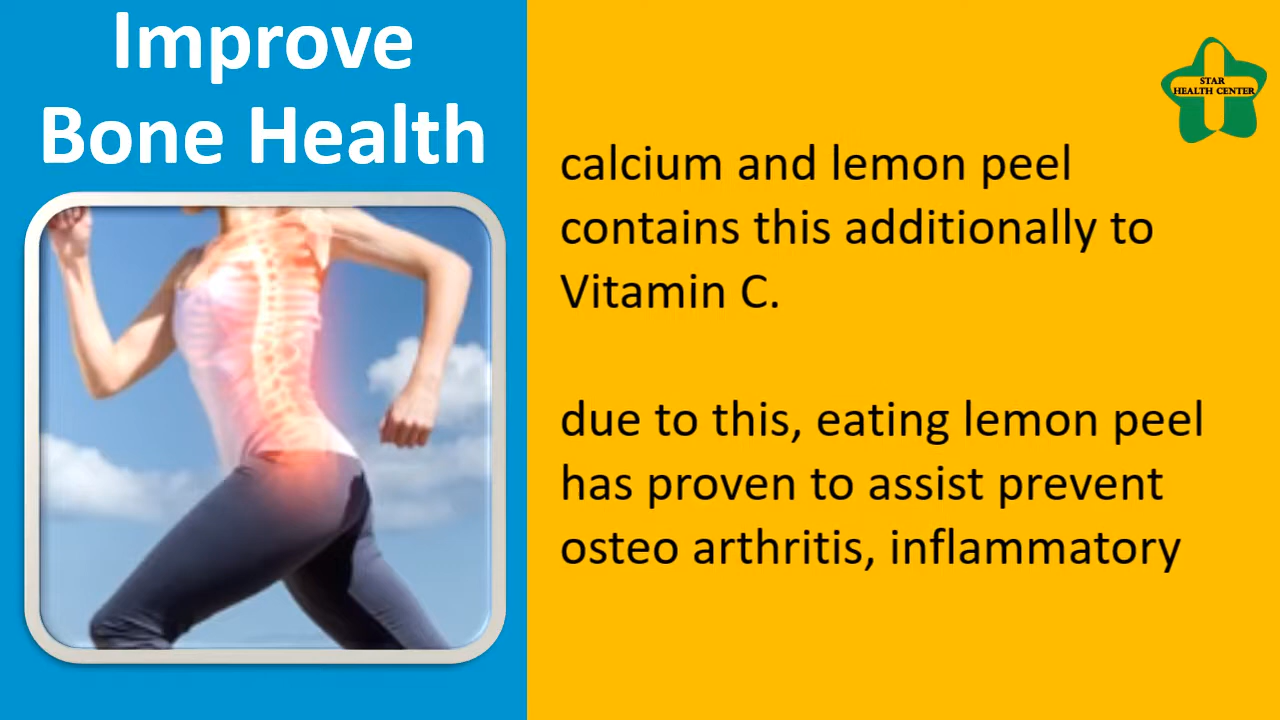 Improve
Bone Health
STAR
HEALTH CENTER
calcium and lemon peel
contains this additionally to
Vitamin C.
due to this, eating lemon peel
has proven to assist prevent
osteo arthritis, inflammatory